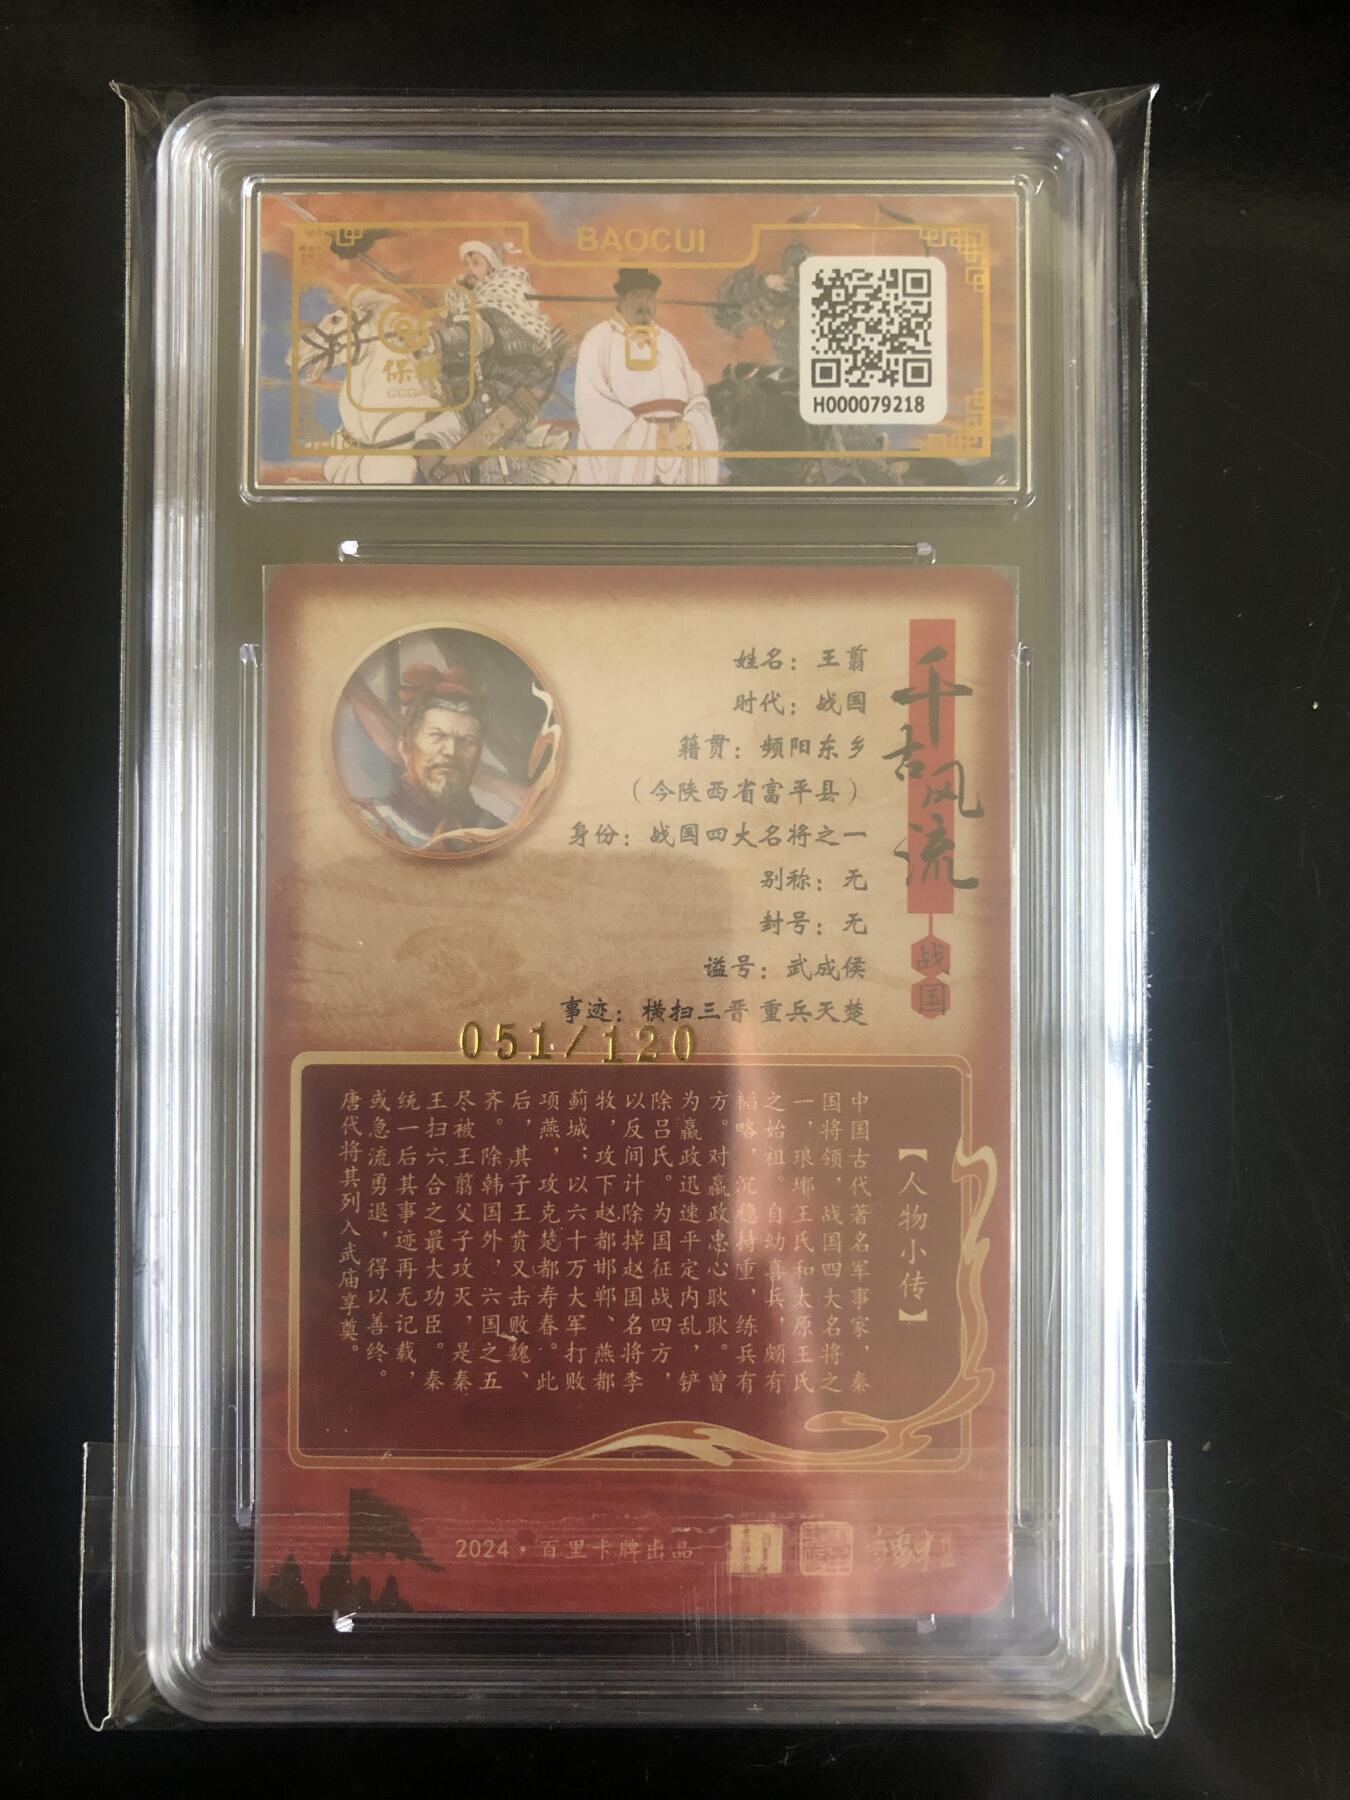 BAOCUI
保粹
H000079218
千古风流
战国
姓名：王翦
时代：战国
籍贯：频阳东乡
（今陕西省富平县）
身份：战国四大名将之一
别称：无
封号：无
谥号：武成侯
事迹：横扫三晋 重兵灭楚
051/120
【人物小传】
中国古代著名军事家，秦
国将领，战国四大名将之
一，琅琊王氏和太原王氏
之始祖。自幼喜兵，颇有
韬略，沉稳持重，练兵有
方。对嬴政忠心耿耿。曾
为嬴政迅速平定内乱，铲
除吕氏。为国征战四方，
以反间计除掉赵国名将李
牧，攻下赵都邯郸、燕都
蓟城；以六十万大军打败
项燕，攻克楚都寿春。此
后，其子王贲又击败魏、
齐。除韩国外，六国之五
尽被王翦父子攻灭，是秦
王扫六合之最大功臣。秦
统一后其事迹再无记载，
或急流勇退，得以善终。
唐代将其列入武庙享奠。
2024·百里卡牌出品